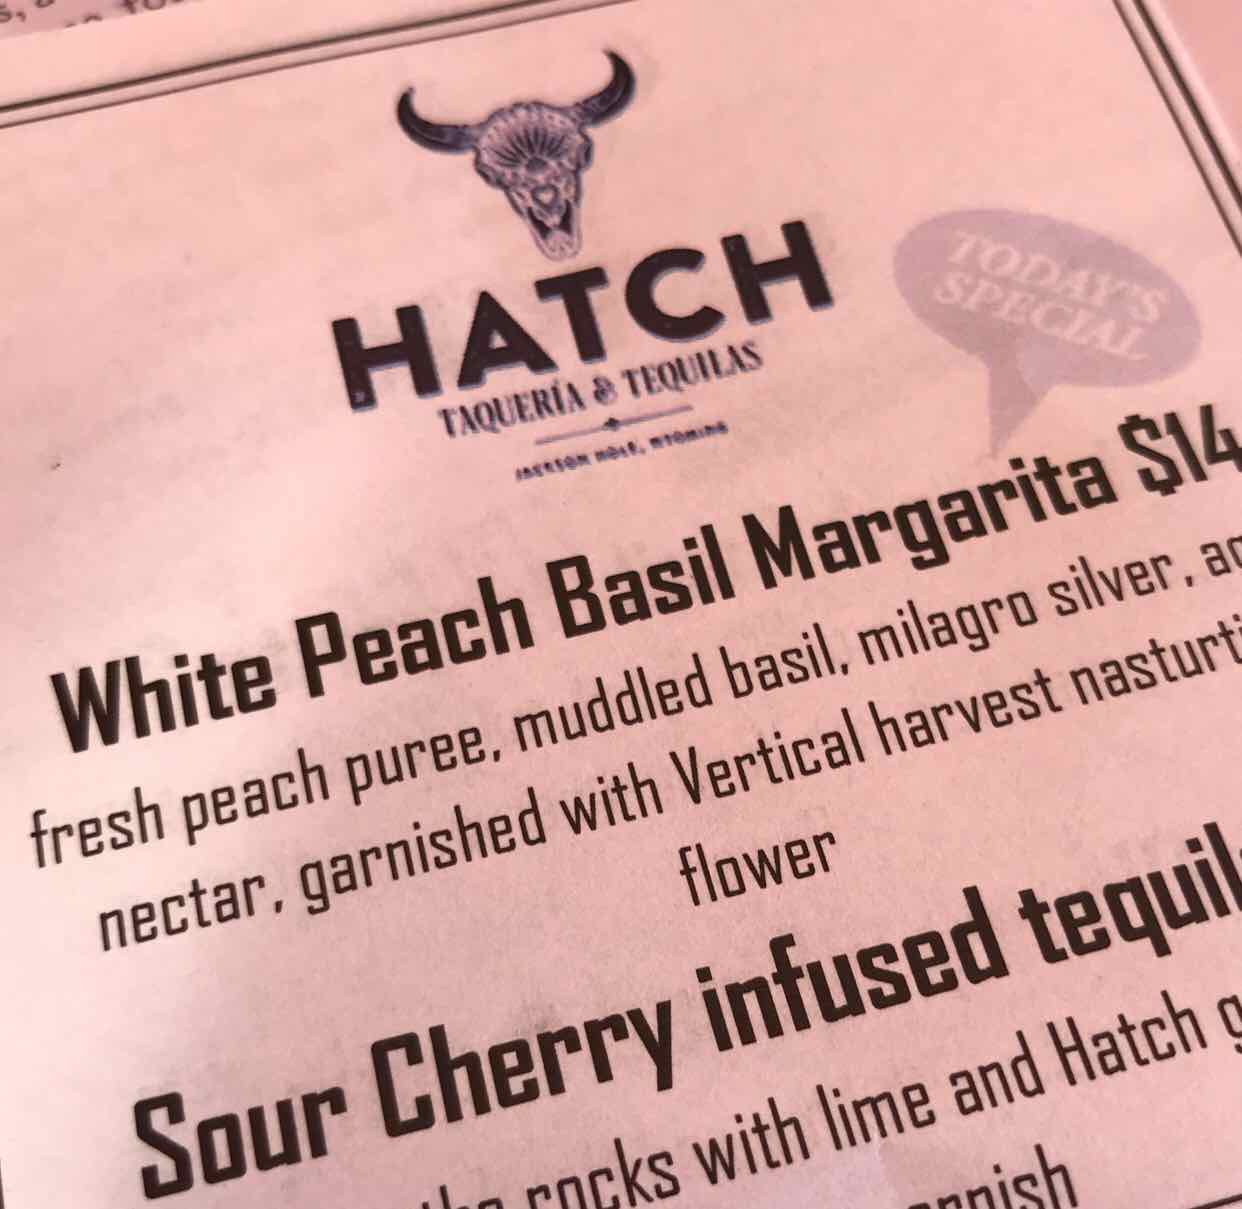 HATCH
TAQUERÍA & TEQUILAS
JACKSON HOLE, WYOMING
TODAY'S
SPECIAL
White Peach Basil Margarita $14
fresh peach puree, muddled basil, milagro silver,
nectar, garnished with Vertical harvest
flower
Sour Cherry infused
rocks with lime and Hatch